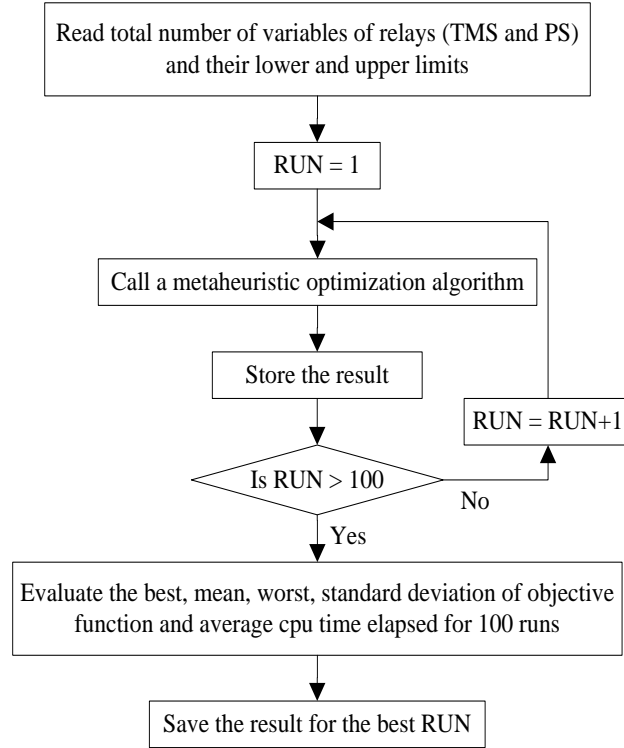 Read total number of variables of relays (TMS and PS)
and their lower and upper limits
RUN = 1
Call a metaheuristic optimization algorithm
Store the result
RUN = RUN+1
Is RUN > 100
No
Yes
Evaluate the best, mean, worst, standard deviation of objective
function and average cpu time elapsed for 100 runs
Save the result for the best RUN